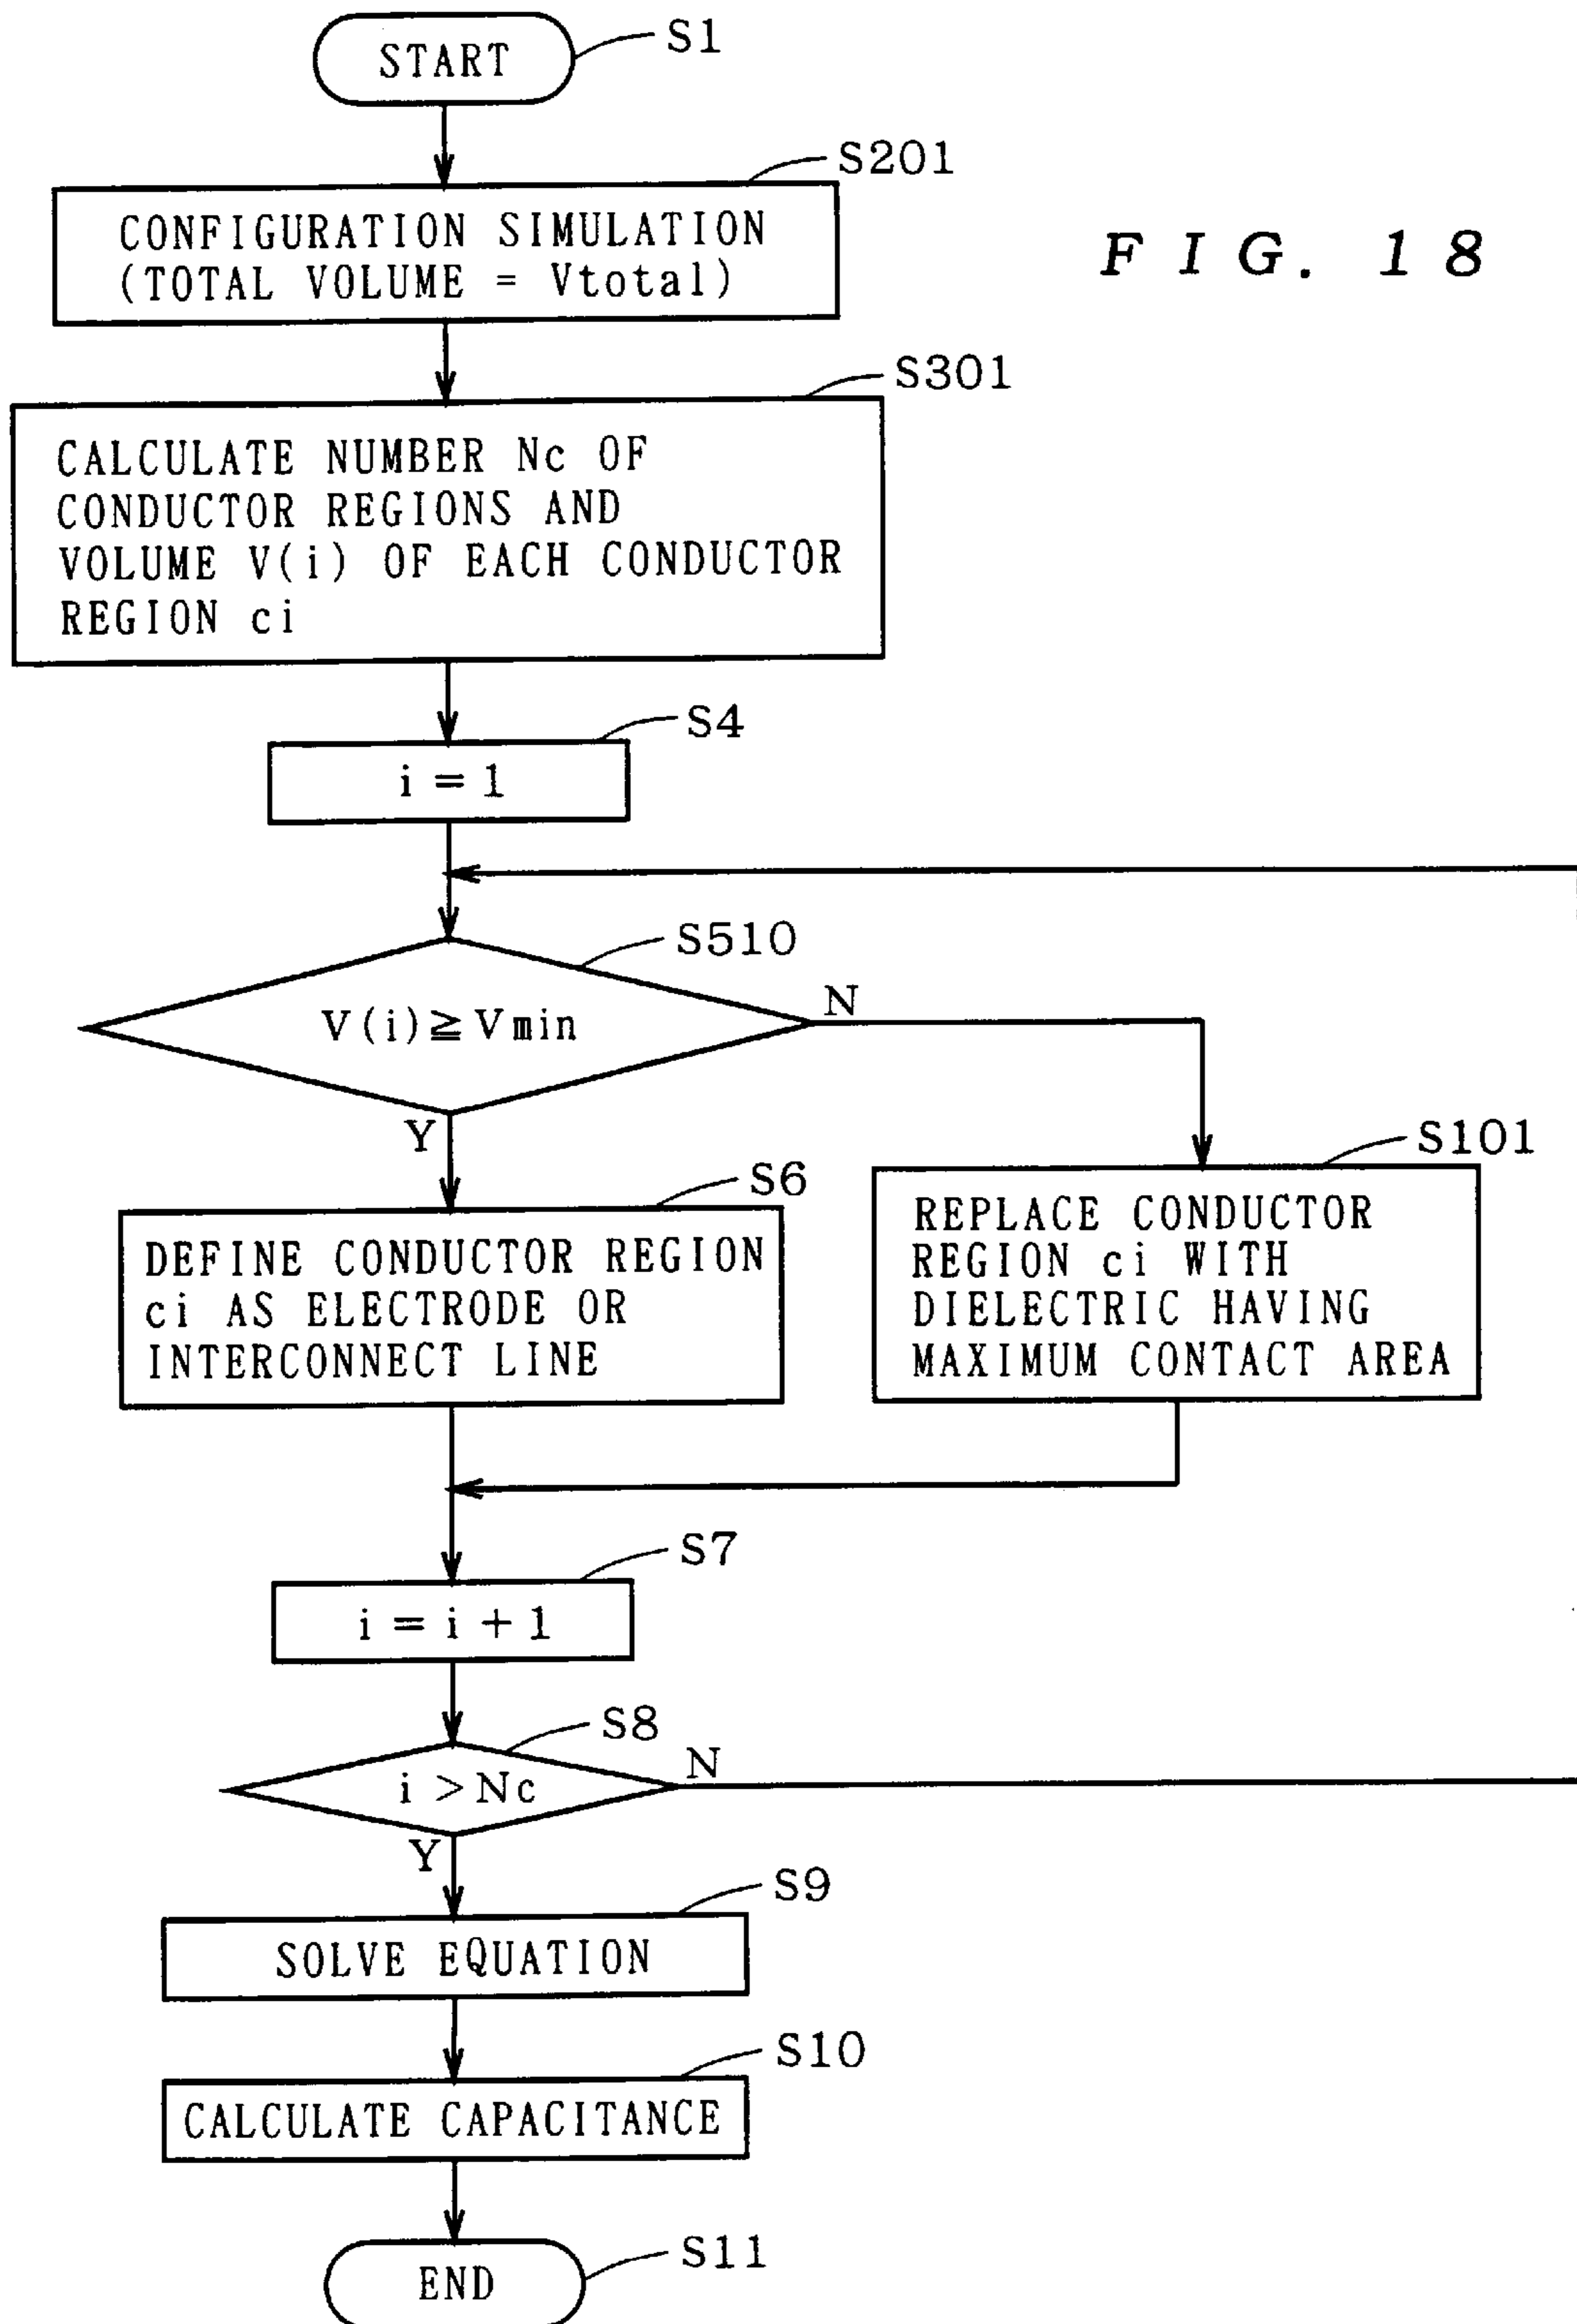 START
S1
S201
CONFIGURATION SIMULATION
(TOTAL VOLUME = Vtotal)
FIG. 18
S301
CALCULATE NUMBER Nc OF
CONDUCTOR REGIONS AND
VOLUME V(i) OF EACH CONDUCTOR
REGION ci
S4
i = 1
S510
V(i)≧Vmin
N
Y
S6
DEFINE CONDUCTOR REGION
ci AS ELECTRODE OR
INTERCONNECT LINE
S101
REPLACE CONDUCTOR
REGION ci WITH
DIELECTRIC HAVING
MAXIMUM CONTACT AREA
S7
i = i + 1
S8
i > Nc
N
Y
S9
SOLVE EQUATION
S10
CALCULATE CAPACITANCE
S11
END